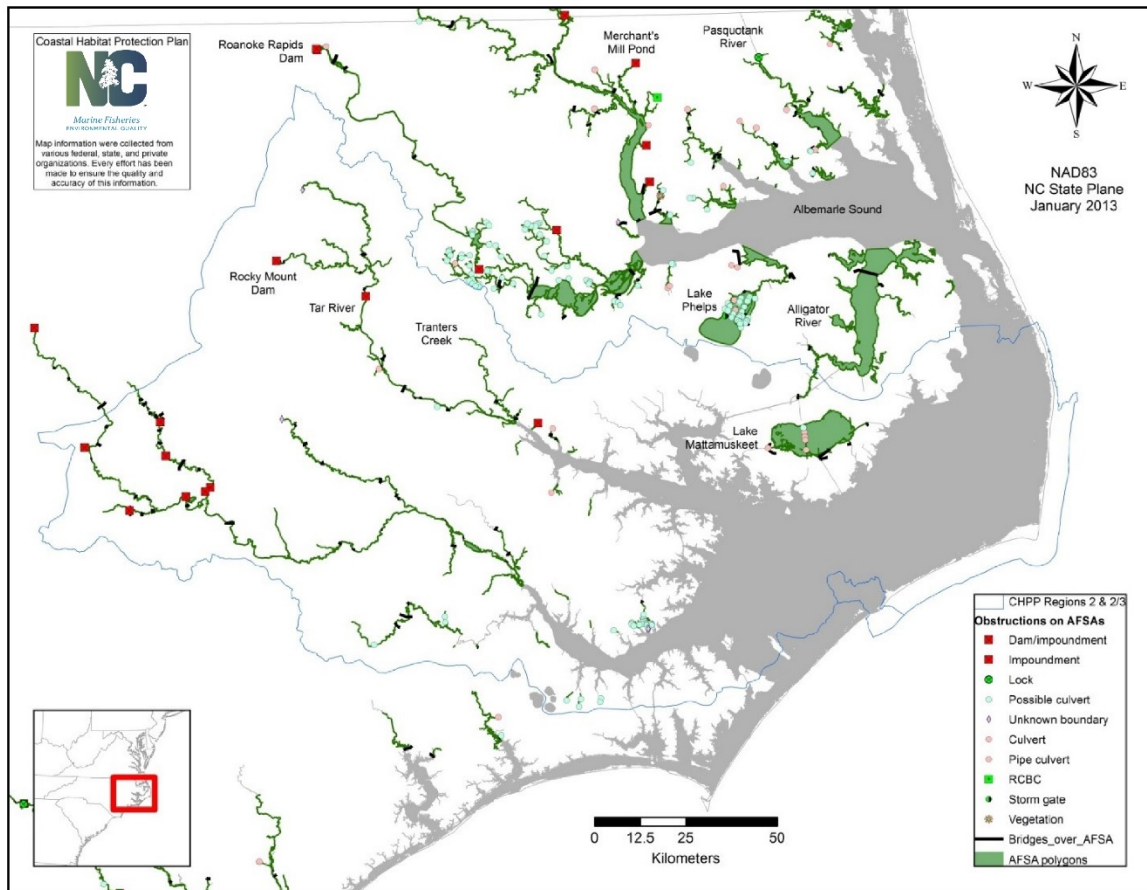 Coastal Habitat Protection Plan
NC
Marine Fisheries
ENVIRONMENTAL QUALITY
Map information were collected from
various federal, state, and private
organizations. Every effort has been
made to ensure the quality and
accuracy of this information.
Roanoke Rapids
Dam
Merchant's
Mill Pond
Pasquotank
River
N
W
E
S
NAD83
NC State Plane
January 2013
Albemarle Sound
Rocky Mount
Dam
Tar River
Tranters
Creek
Lake
Phelps
Alligator
River
Lake
Mattamuskeet
CHPP Regions 2 & 2/3
Obstructions on AFSAs
Dam/impoundment
Impoundment
Lock
Possible culvert
Unknown boundary
Culvert
Pipe culvert
RCBC
Storm gate
Vegetation
Bridges_over_AFSA
AFSA polygons
0 12.5 25 50
Kilometers